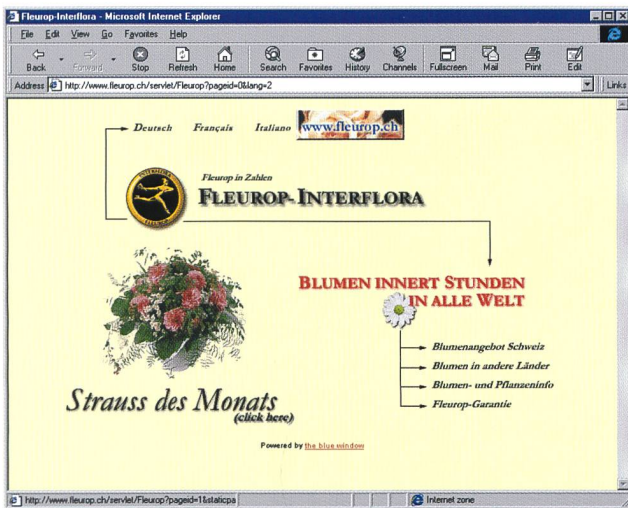 Fleurop-Interflora - Microsoft Internet Explorer
File Edit View Go Favorites Help
Back Forward Stop Refresh Home Search Favorites History Channels Fullscreen Mail Print Edit
Address http://www.fleurop.ch/servlet/Fleurop?pageid=0&lang=2 Links
Deutsch Français Italiano www.fleurop.ch
INTERFLORA
FLEUROP
Fleurop in Zahlen
FLEUROP-INTERFLORA
BLUMEN INNERT STUNDEN
IN ALLE WELT
Blumenangebot Schweiz
Blumen in andere Länder
Blumen- und Pflanzeninfo
Fleurop-Garantie
Strauss des Monats
(click here)
Powered by the blue window
http://www.fleurop.ch/servlet/Fleurop?pageid=1&staticpa Internet zone